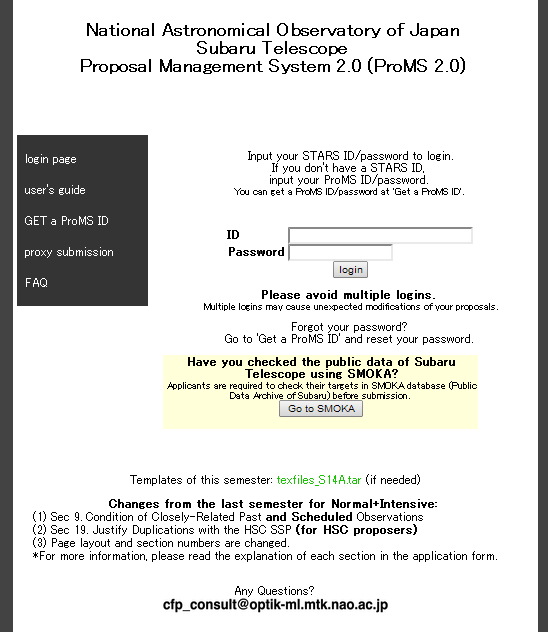 National Astronomical Observatory of Japan
Subaru Telescope
Proposal Management System 2.0 (ProMS 2.0)
login page
user's guide
GET a ProMS ID
proxy submission
FAQ
Input your STARS ID/password to login.
If you don't have a STARS ID,
input your ProMS ID/password.
You can get a ProMS ID/password at 'Get a ProMS ID'.
ID
Password
login
Please avoid multiple logins.
Multiple logins may cause unexpected modifications of your proposals.
Forgot your password?
Go to 'Get a ProMS ID' and reset your password.
Have you checked the public data of Subaru
Telescope using SMOKA?
Applicants are required to check their targets in SMOKA database (Public
Data Archive of Subaru) before submission.
Go to SMOKA
Templates of this semester: texfiles_S14A.tar (if needed)
Changes from the last semester for Normal+Intensive:
(1) Sec 9. Condition of Closely-Related Past and Scheduled Observations
(2) Sec 19. Justify Duplications with the HSC SSP (for HSC proposers)
(3) Page layout and section numbers are changed.
*For more information, please read the explanation of each section in the application form.
Any Questions?
cfp_consult@optik-ml.mtk.nao.ac.jp